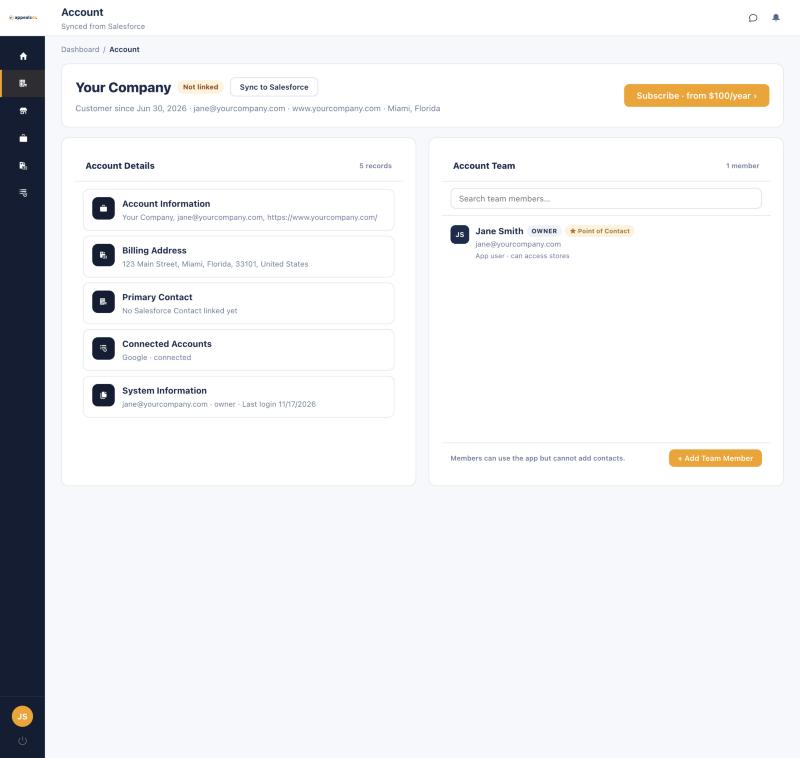 Account
Synced from Salesforce
Dashboard / Account
Your Company Not linked Sync to Salesforce
Customer since Jun 30, 2026 · jane@yourcompany.com · www.yourcompany.com · Miami, Florida
Subscribe · from $100/year ›
Account Details 5 records
Account Information
Your Company, jane@yourcompany.com, https://www.yourcompany.com/
Billing Address
123 Main Street, Miami, Florida, 33101, United States
Primary Contact
No Salesforce Contact linked yet
Connected Accounts
Google · connected
System Information
jane@yourcompany.com · owner · Last login 11/17/2026
Account Team 1 member
Search team members...
JS Jane Smith OWNER ★ Point of Contact
jane@yourcompany.com
App user · can access stores
Members can use the app but cannot add contacts. + Add Team Member
JS